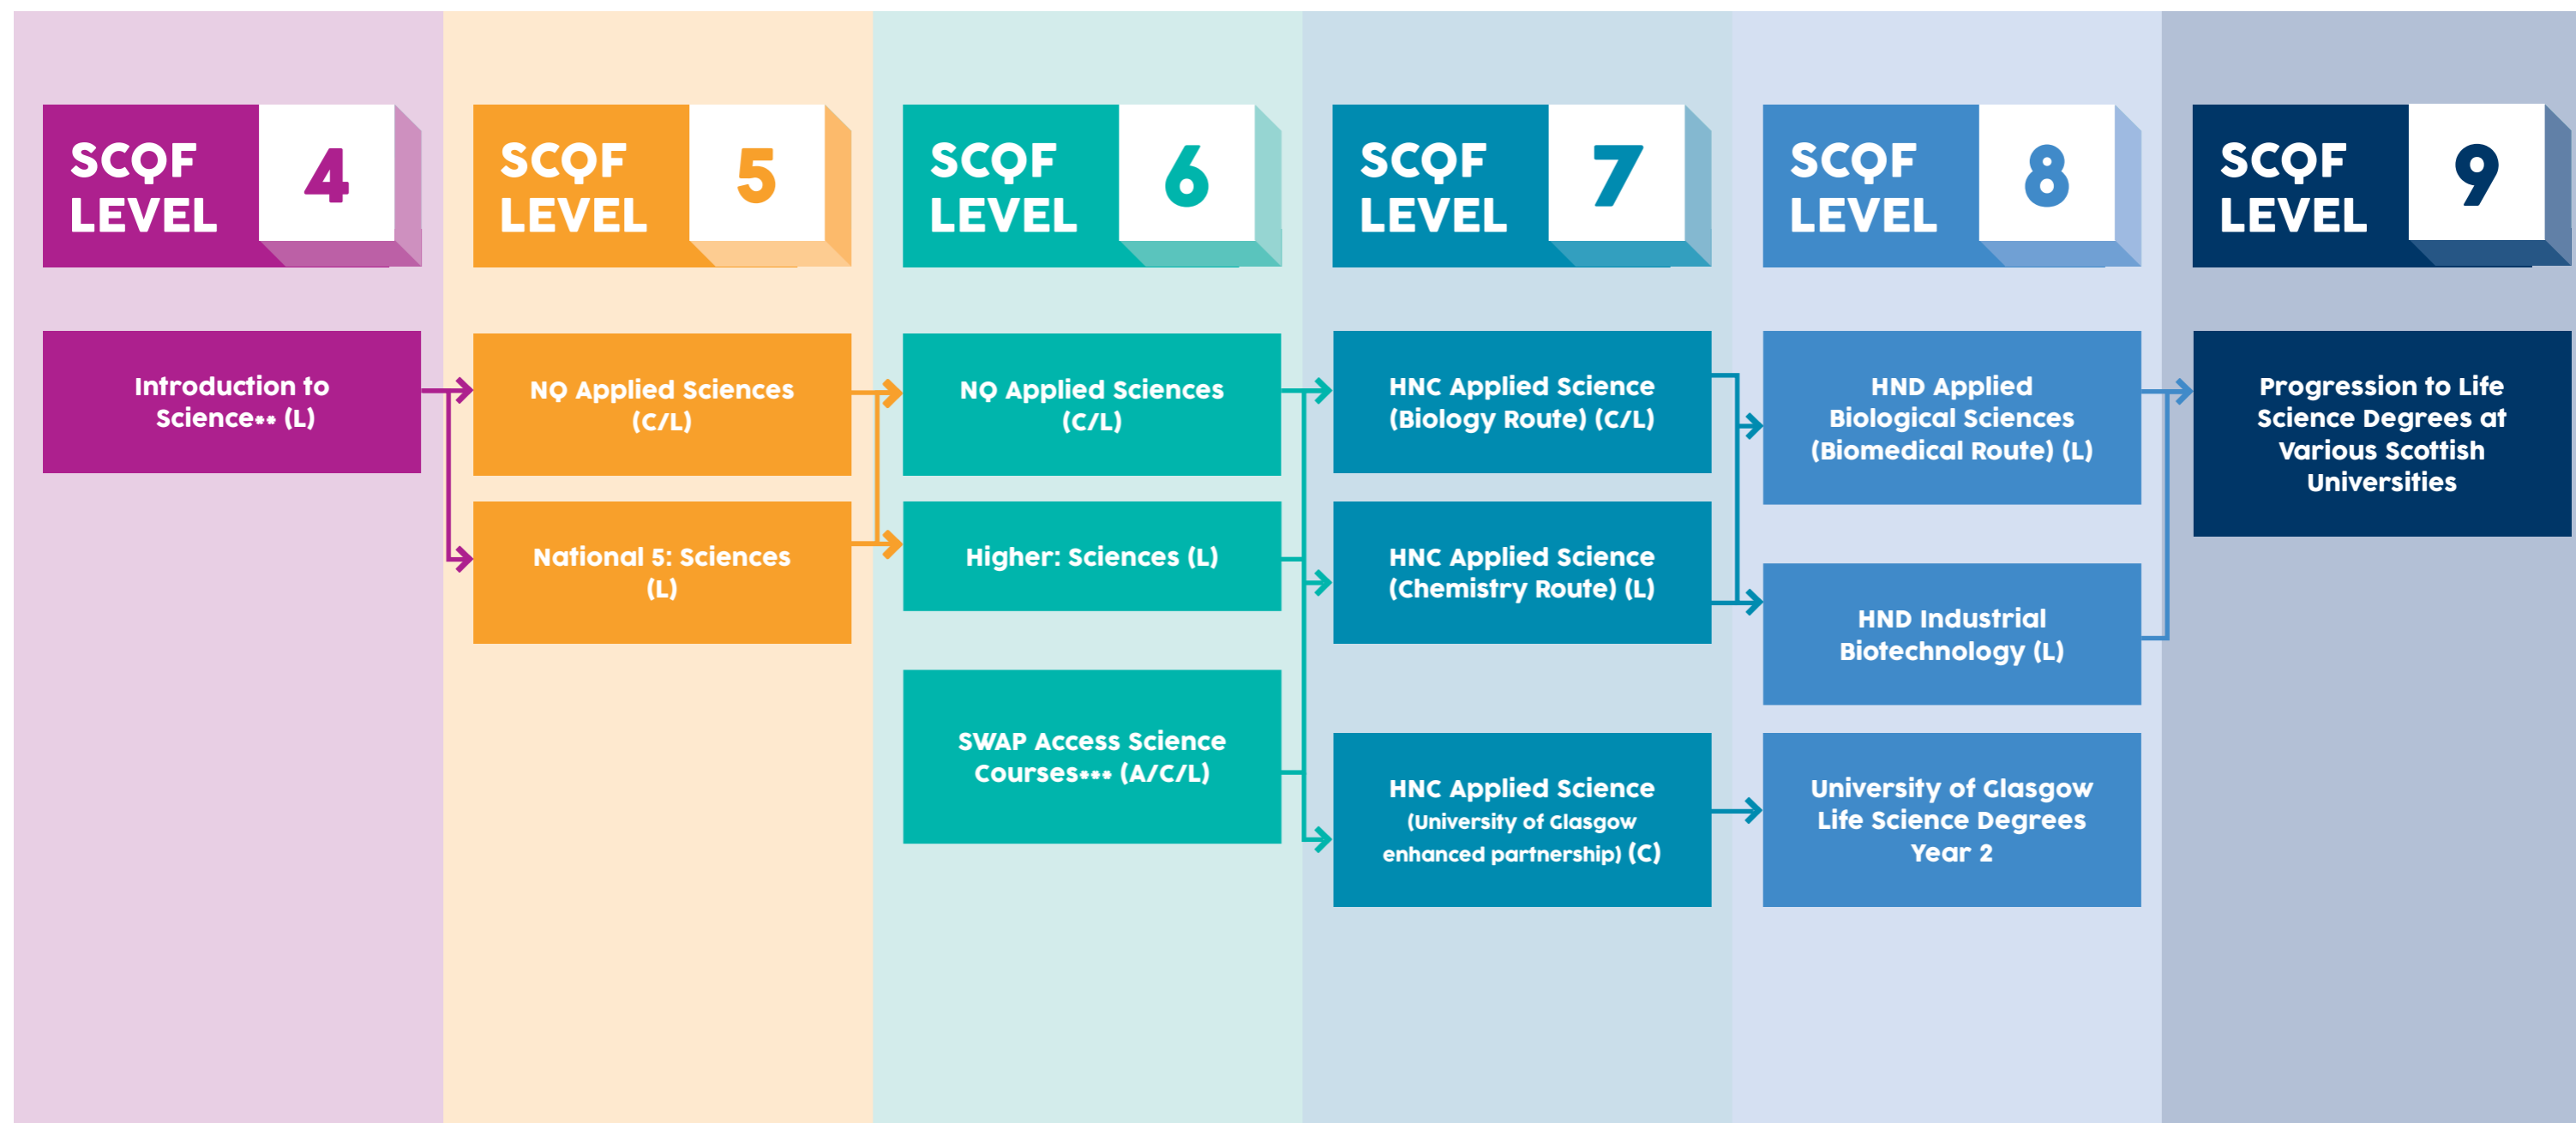 SCQF
LEVEL
4
SCQF
LEVEL
5
SCQF
LEVEL
6
SCQF
LEVEL
7
SCQF
LEVEL
8
SCQF
LEVEL
9
Introduction to
Science** (L)
NQ Applied Sciences
(C/L)
National 5: Sciences
(L)
NQ Applied Sciences
(C/L)
Higher: Sciences (L)
SWAP Access Science
Courses*** (A/C/L)
HNC Applied Science
(Biology Route) (C/L)
HNC Applied Science
(Chemistry Route) (L)
HNC Applied Science
(University of Glasgow
enhanced partnership) (C)
HND Applied
Biological Sciences
(Biomedical Route) (L)
HND Industrial
Biotechnology (L)
University of Glasgow
Life Science Degrees
Year 2
Progression to Life
Science Degrees at
Various Scottish
Universities